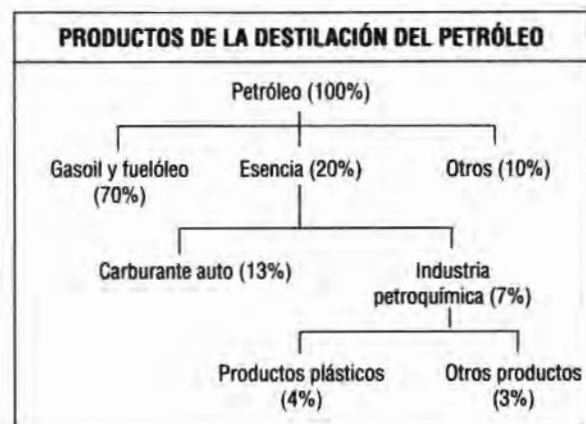 PRODUCTOS DE LA DESTILACIÓN DEL PETRÓLEO
Petróleo (100%)
Gasoil y fuelóleo
(70%)
Esencia (20%)
Otros (10%)
Carburante auto (13%)
Industria
petroquímica (7%)
Productos plásticos
(4%)
Otros productos
(3%)